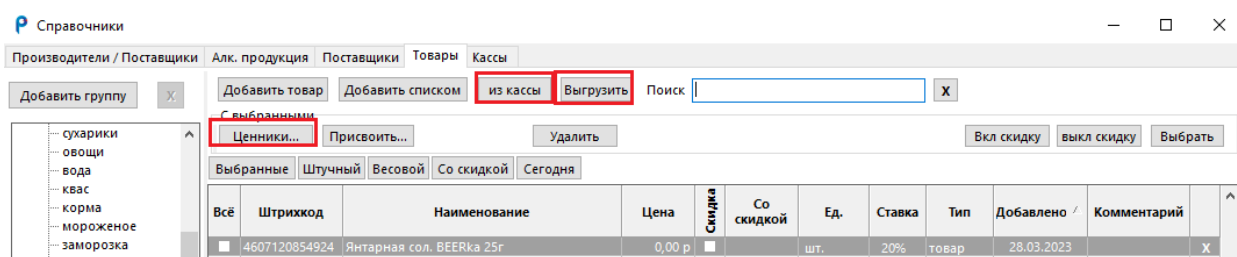 Справочники
Производители / Поставщики Алк. продукция Поставщики Товары Кассы
Добавить группу X Добавить товар Добавить списком из кассы Выгрузить Поиск X
С выбранными
Ценники... Присвоить... Удалить Вкл скидку выкл скидку Выбрать
Выбранные Штучный Весовой Со скидкой Сегодня
сухарики
овощи
вода
квас
корма
мороженое
заморозка
Всё Штрихкод Наименование Цена Скидка Со скидкой Ед. Ставка Тип Добавлено Комментарий
4607120854924 Янтарная сол. BEERka 25г 0,00 р шт. 20% товар 28.03.2023 X